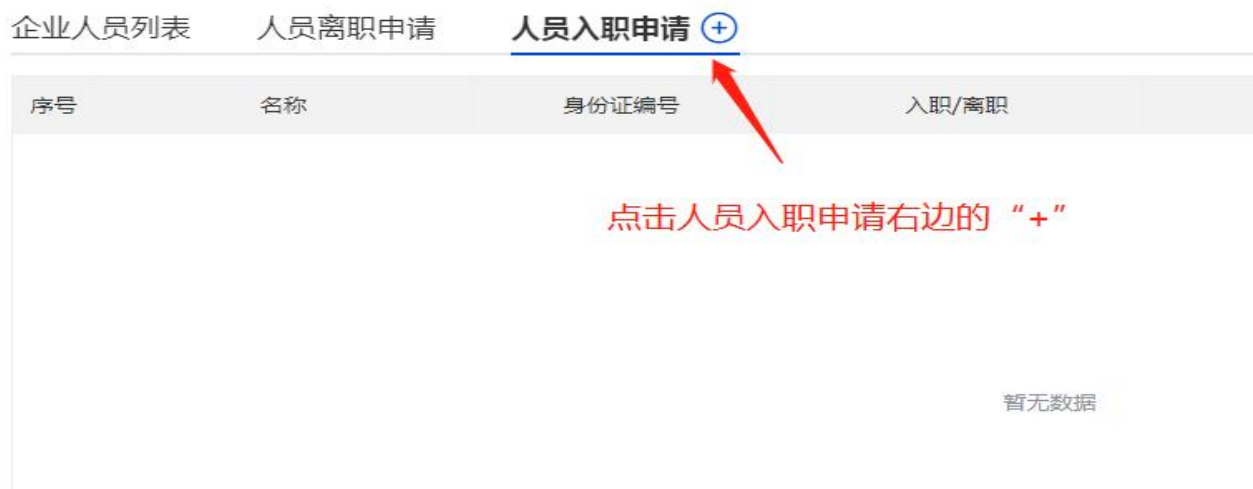 企业人员列表 人员离职申请 人员入职申请
序号 名称 身份证编号 入职/离职
点击人员入职申请右边的“+”
暂无数据